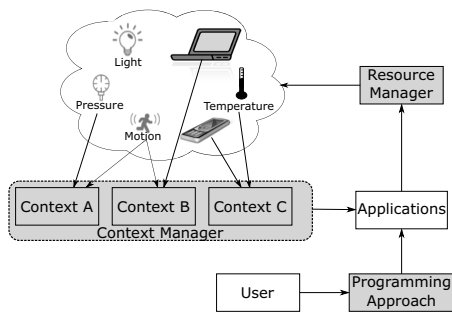 Light
Pressure
Temperature
Motion
Resource
Manager
Context A
Context B
Context C
Context Manager
Applications
User
Programming
Approach